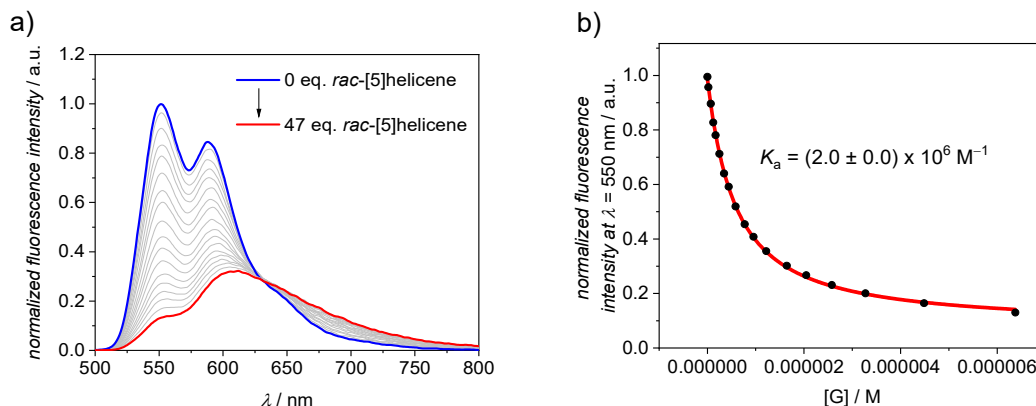 a)
normalized fluorescence intensity / a.u.
1.2
1.0
0.8
0.6
0.4
0.2
0.0
0 eq. rac-[5]helicene
47 eq. rac-[5]helicene
500 550 600 650 700 750 800
λ / nm
b)
normalized fluorescence
intensity at λ = 550 nm / a.u.
1.0
0.8
0.6
0.4
0.2
0.0
Ka = (2.0 ± 0.0) x 10⁶ M⁻¹
0.000000 0.000002 0.000004 0.000006
[G] / M